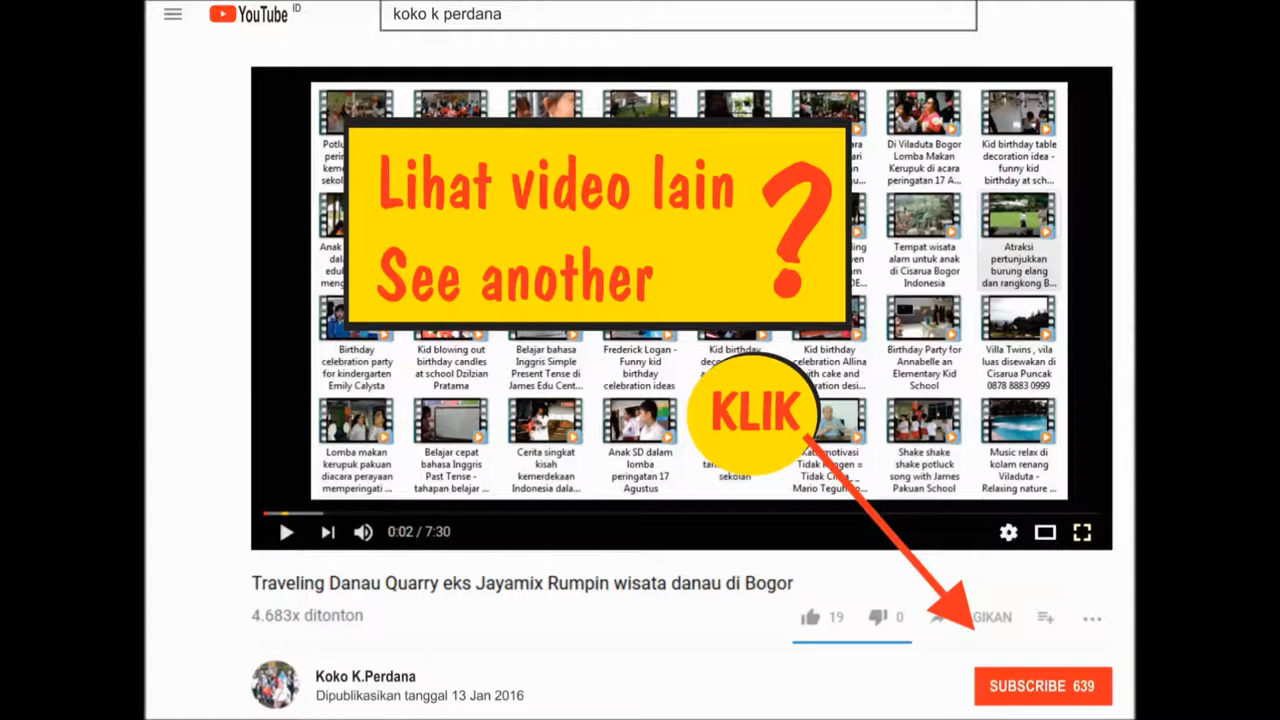 YouTube ID
koko k perdana
Di Viladuta Bogor
Lomba Makan
Kerupuk di acara
peringatan 17 A...
Kid birthday table
decoration idea -
funny kid
birthday at sch...
Lihat video lain
See another
?
Tempat wisata
alam untuk anak
di Cisarua Bogor
Indonesia
Atraksi
pertunjukkan
burung elang
dan rangkong B...
Birthday
celebration party
for kindergarten
Emily Calysta
Kid blowing out
birthday candles
at school Dzilzian
Pratama
Belajar bahasa
Inggris Simple
Present Tense di
James Edu Cent...
Frederick Logan -
Funny kid
birthday
celebration ideas
Kid birthday
Kid birthday
celebration Allina
with cake and
Birthday Party for
Annabelle an
Elementary Kid
School
Villa Twins , vila
luas disewakan di
Cisarua Puncak
0878 8883 0999
KLIK
Lomba makan
kerupuk pakuan
diacara perayaan
memperingati ...
Belajar cepat
bahasa Inggris
Past Tense -
tahapan belajar ...
Cerita singkat
kisah
kemerdekaan
Indonesia dala...
Anak SD dalam
lomba
peringatan 17
Agustus
sekolah
Mario Teguh
Shake shake
shake potluck
song with James
Pakuan School
Music relax di
kolam renang
Viladuta -
Relaxing nature ...
0:02 / 7:30
Traveling Danau Quarry eks Jayamix Rumpin wisata danau di Bogor
4.683x ditonton
19
0
GIKAN
Koko K.Perdana
Dipublikasikan tanggal 13 Jan 2016
SUBSCRIBE 639